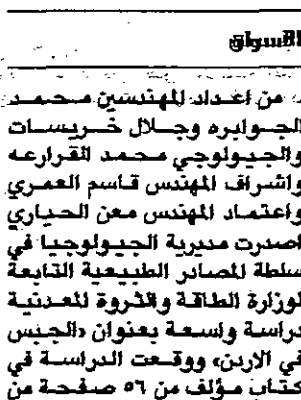 الاسواق
من اعداد المهندسين محمد
الجوابره وجلال خريسات
والجيولوجي محمد القرارعه
واشراف المهندس قاسم العمري
واعتماد المهندس معن الحياري
اصدرت مديرية الجيولوجيا في
سلطة المصادر الطبيعية التابعة
لوزارة الطاقة والثروة المعدنية
دراسة واسعة بعنوان «الجبس
في الاردن» ووقعت الدراسة في
كتاب مؤلف من ٥٦ صفحة من